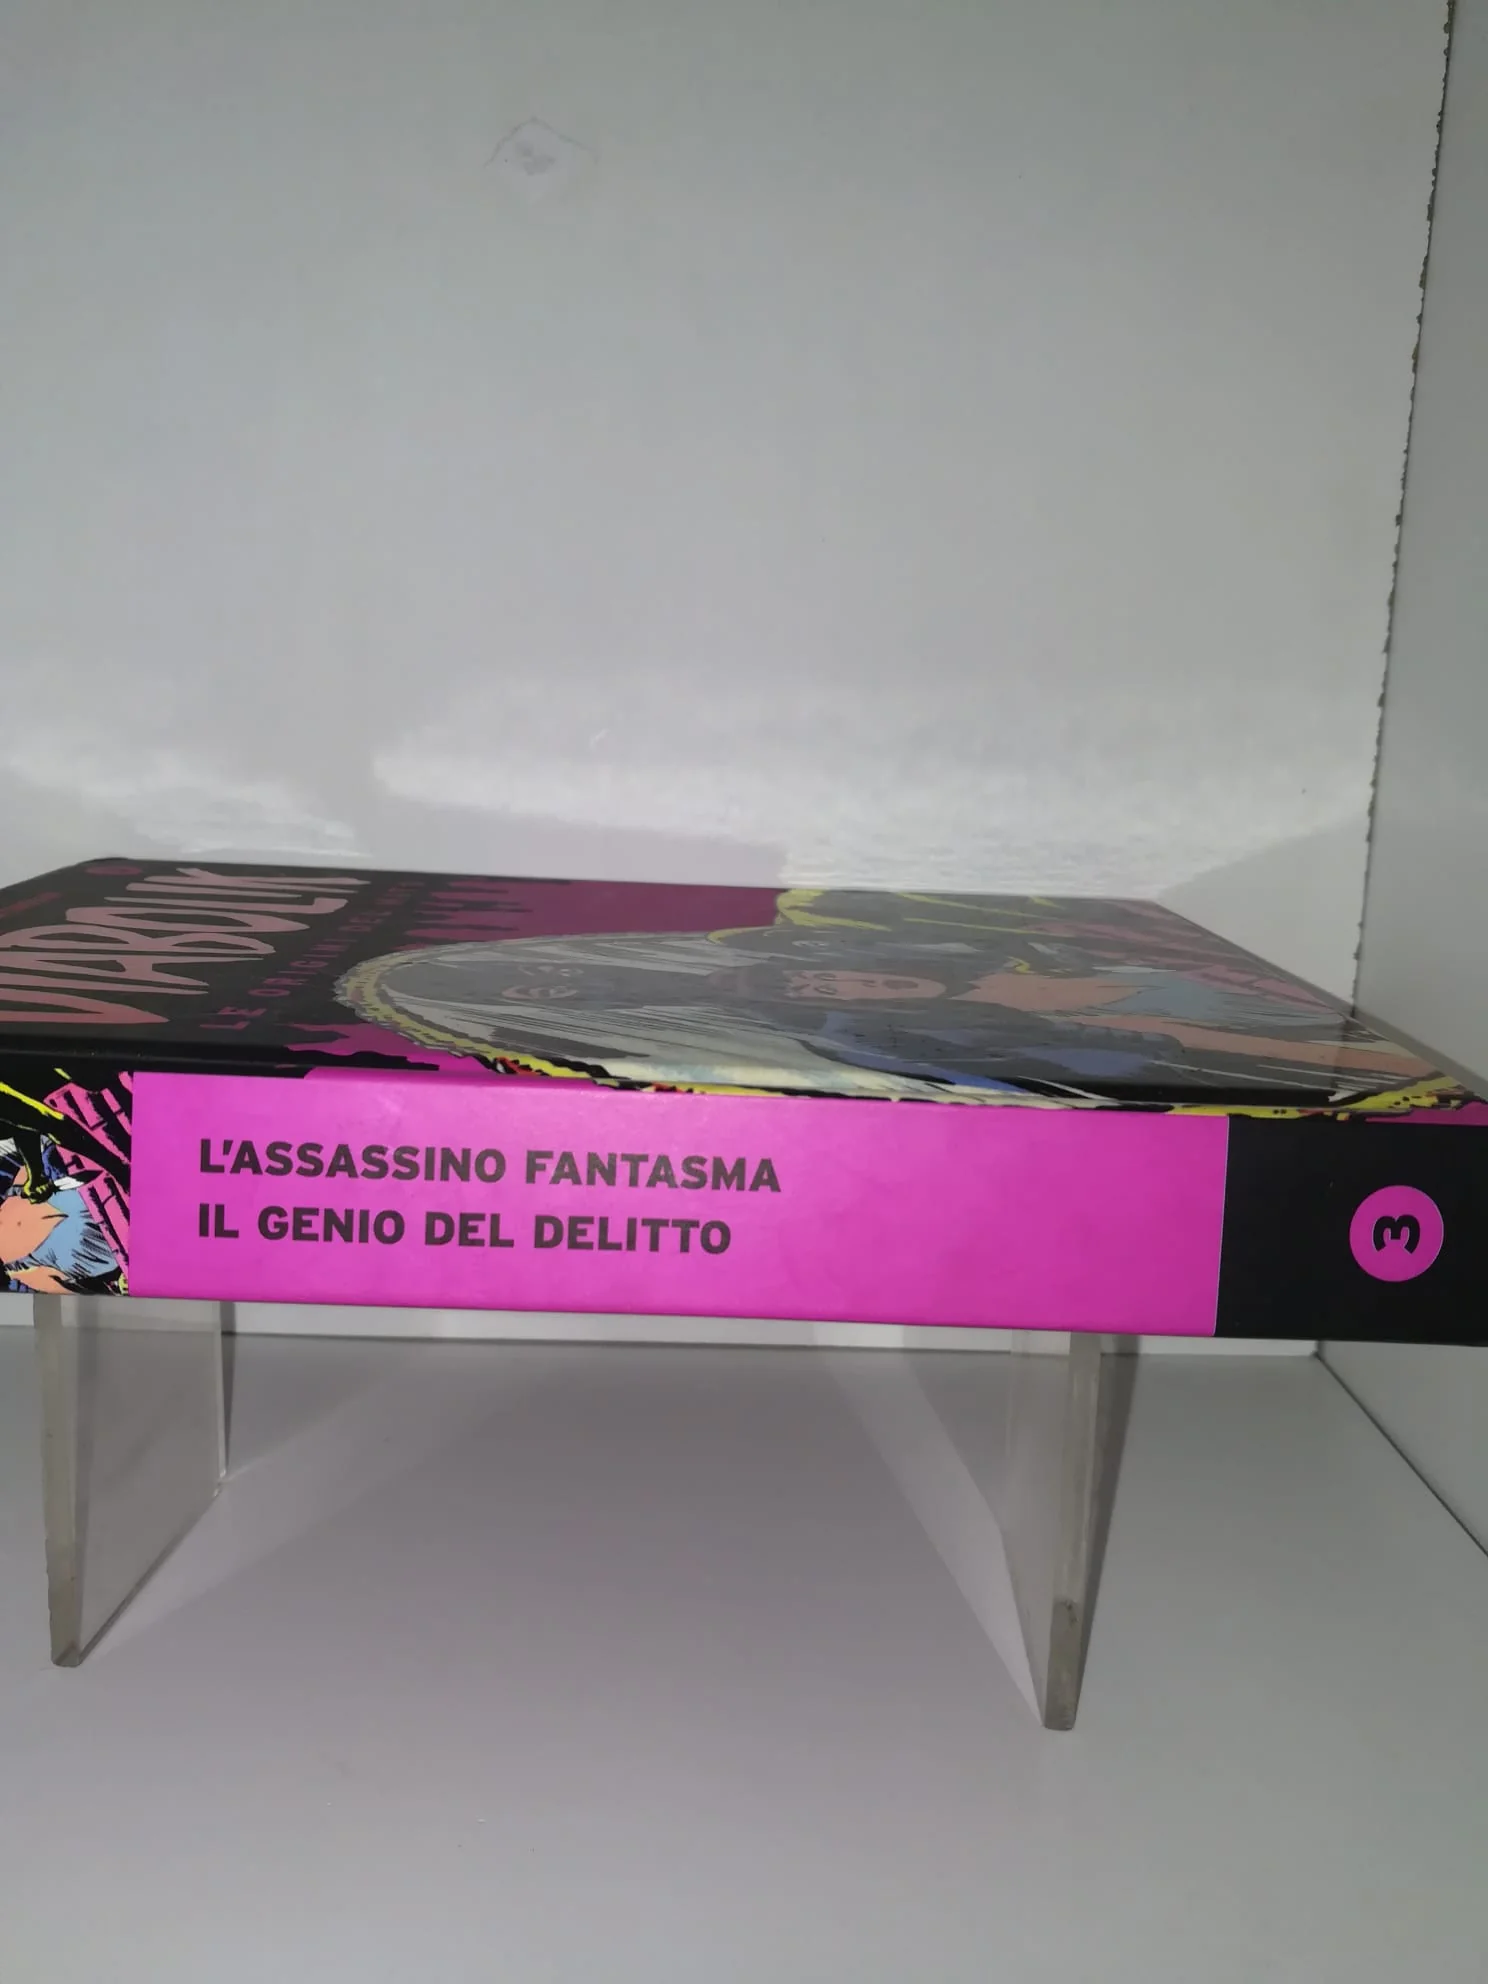 DIABOLIK
LE ORIGINI DEL MITO
L'ASSASSINO FANTASMA
IL GENIO DEL DELITTO
3